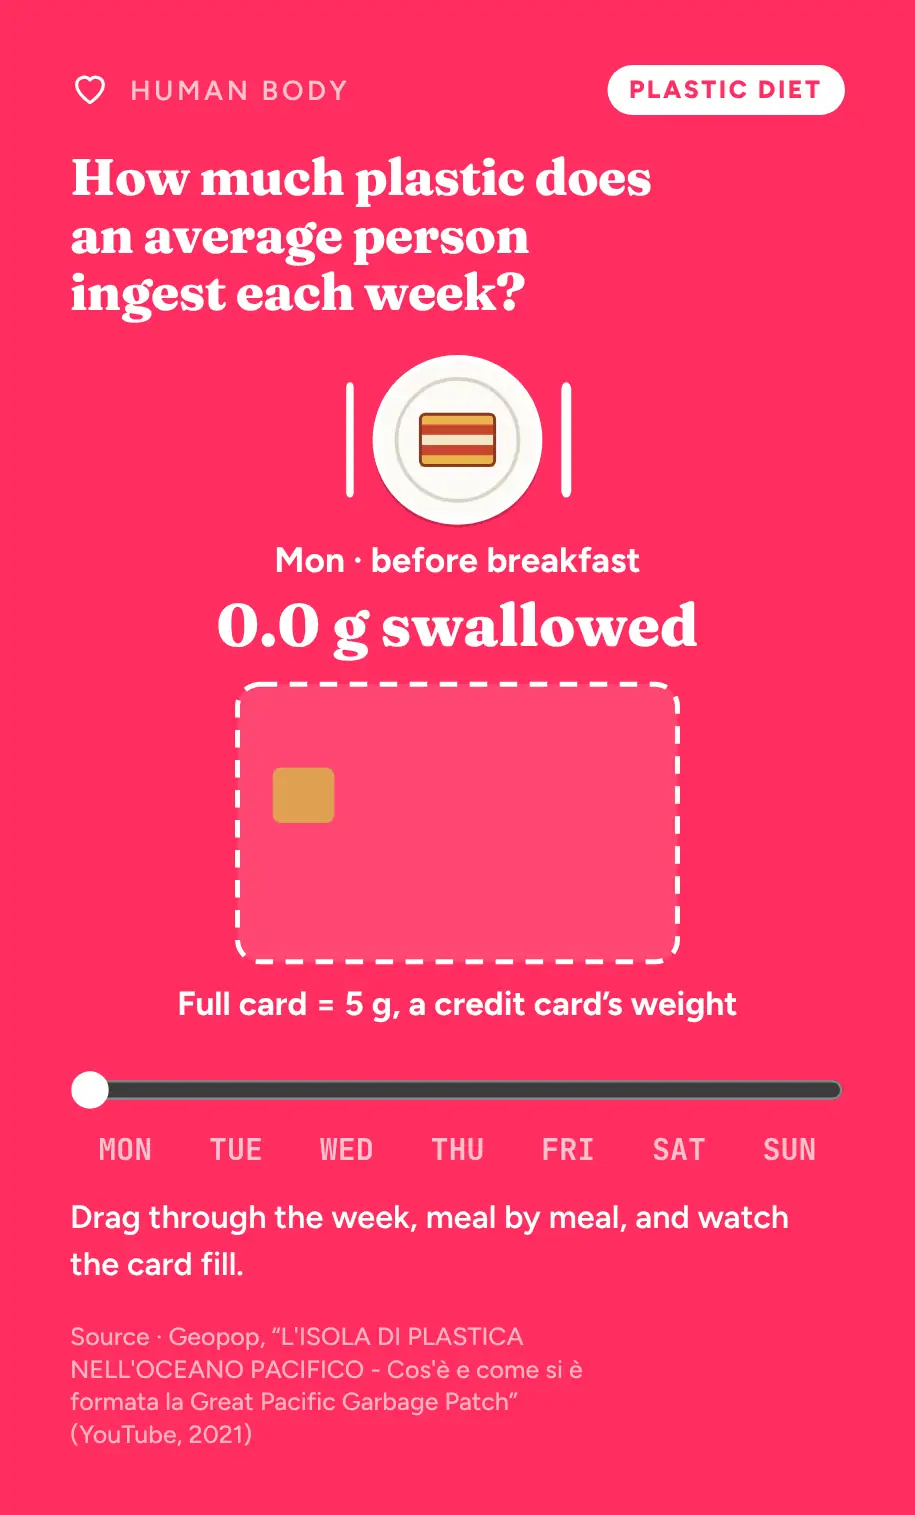 HUMAN BODY
PLASTIC DIET
How much plastic does
an average person
ingest each week?
Mon · before breakfast
0.0 g swallowed
Full card = 5 g, a credit card’s weight
MON TUE WED THU FRI SAT SUN
Drag through the week, meal by meal, and watch
the card fill.
Source · Geopop, “L'ISOLA DI PLASTICA
NELL'OCEANO PACIFICO - Cos'è e come si è
formata la Great Pacific Garbage Patch”
(YouTube, 2021)